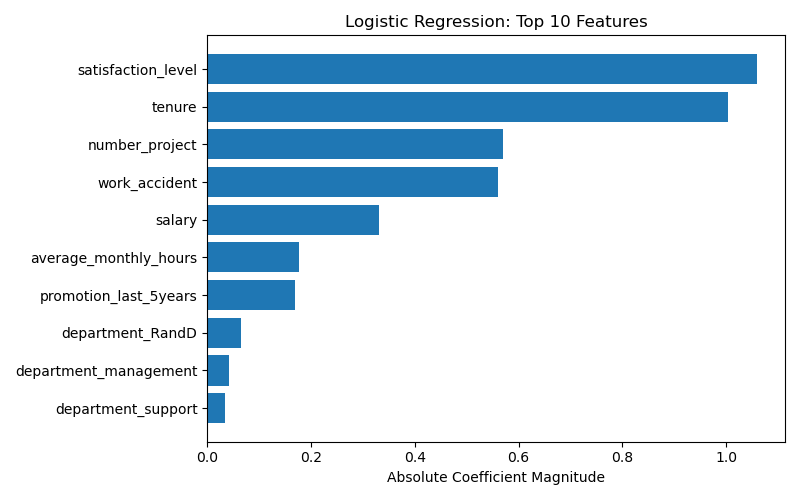 Logistic Regression: Top 10 Features
satisfaction_level
tenure
number_project
work_accident
salary
average_monthly_hours
promotion_last_5years
department_RandD
department_management
department_support
0.0 0.2 0.4 0.6 0.8 1.0
Absolute Coefficient Magnitude